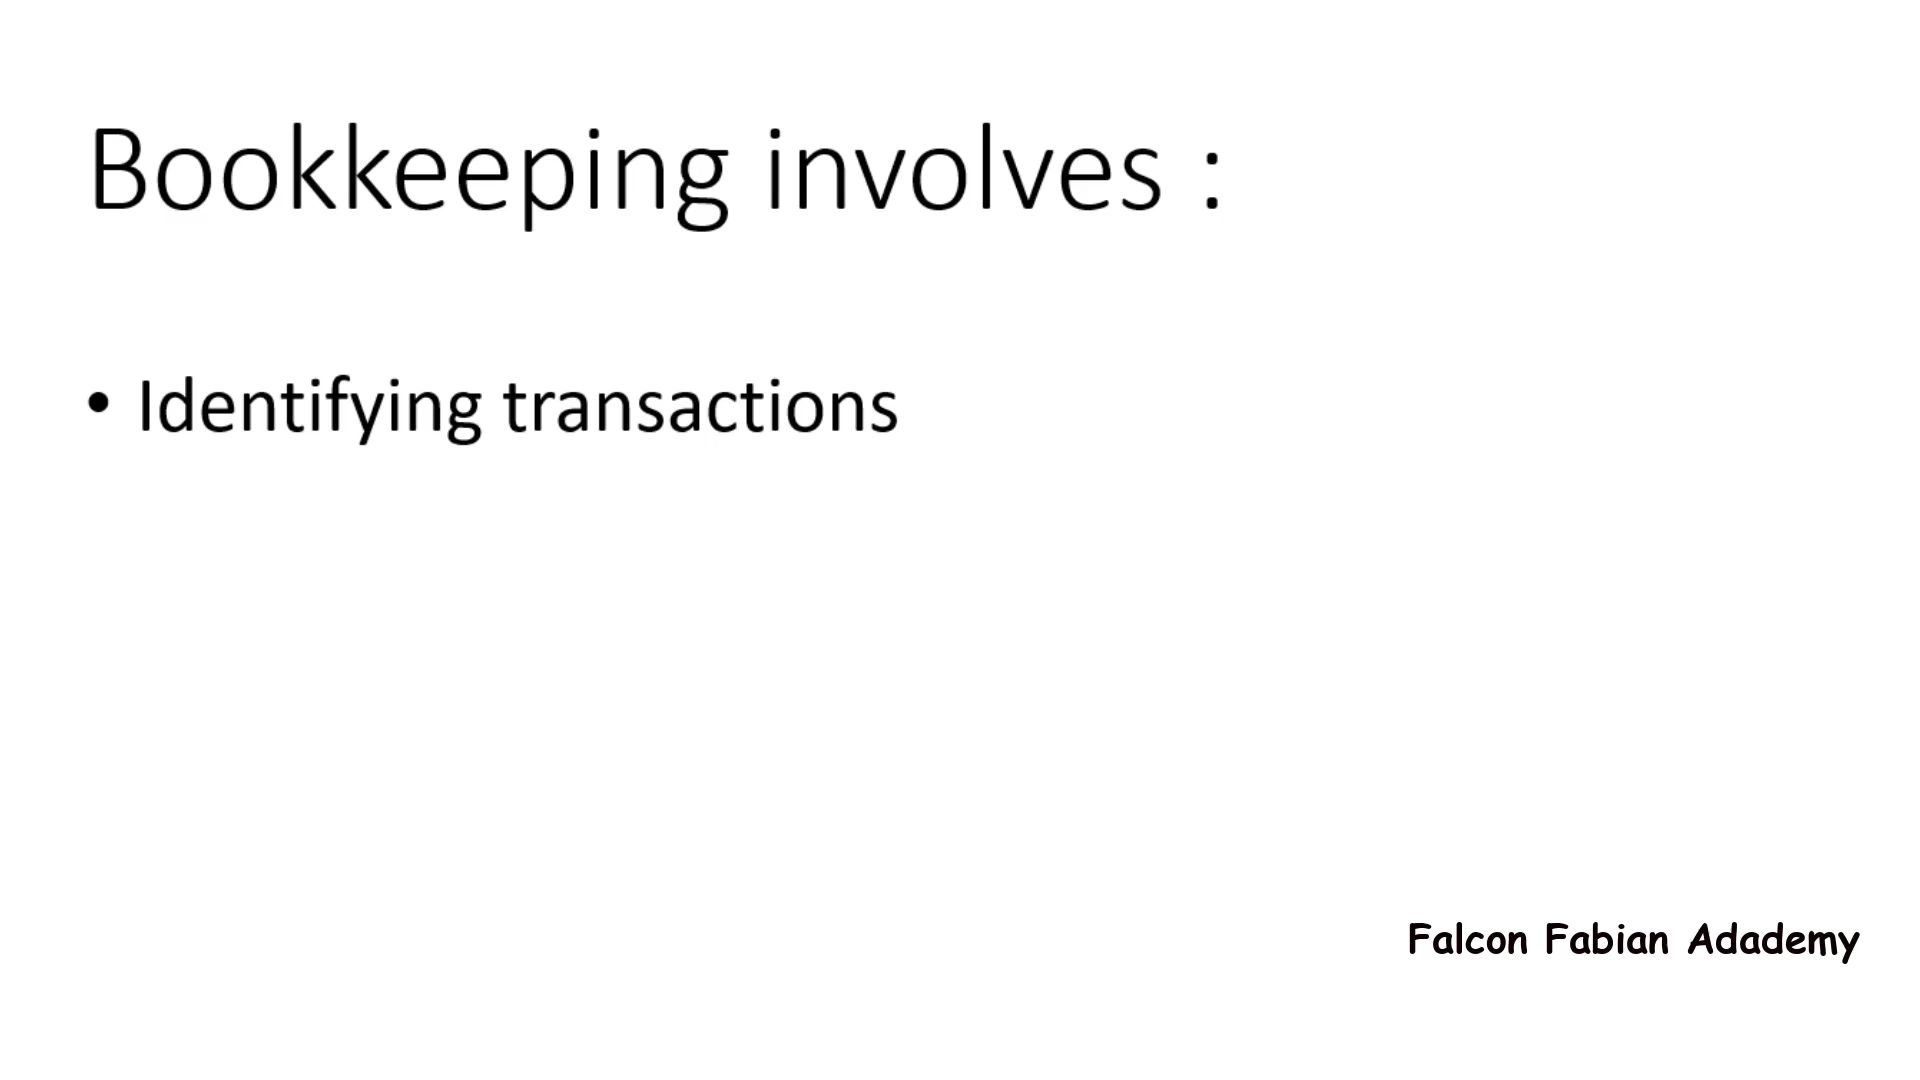 Bookkeeping involves :
• Identifying transactions
Falcon Fabian Adademy